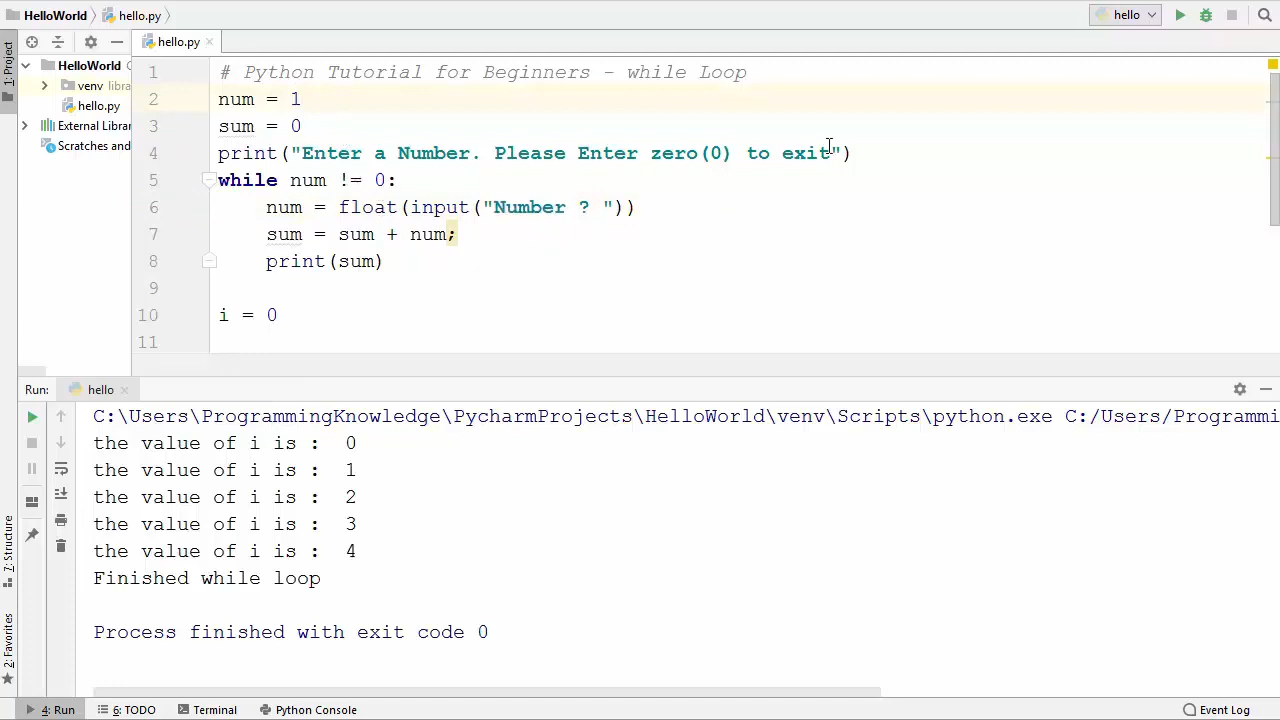 HelloWorld hello.py hello
1: Project
hello.py
HelloWorld
venv libra
hello.py
External Librar
Scratches and
1 # Python Tutorial for Beginners - while Loop
2 num = 1
3 sum = 0
4 print("Enter a Number. Please Enter zero(0) to exit")
5 while num != 0:
6 num = float(input("Number ? "))
7 sum = sum + num;
8 print(sum)
9
10 i = 0
11
Run: hello
C:\Users\ProgrammingKnowledge\PycharmProjects\HelloWorld\venv\Scripts\python.exe C:/Users/Programmi
the value of i is : 0
the value of i is : 1
the value of i is : 2
the value of i is : 3
the value of i is : 4
Finished while loop
Process finished with exit code 0
7: Structure
2: Favorites
4: Run 6: TODO Terminal Python Console Event Log